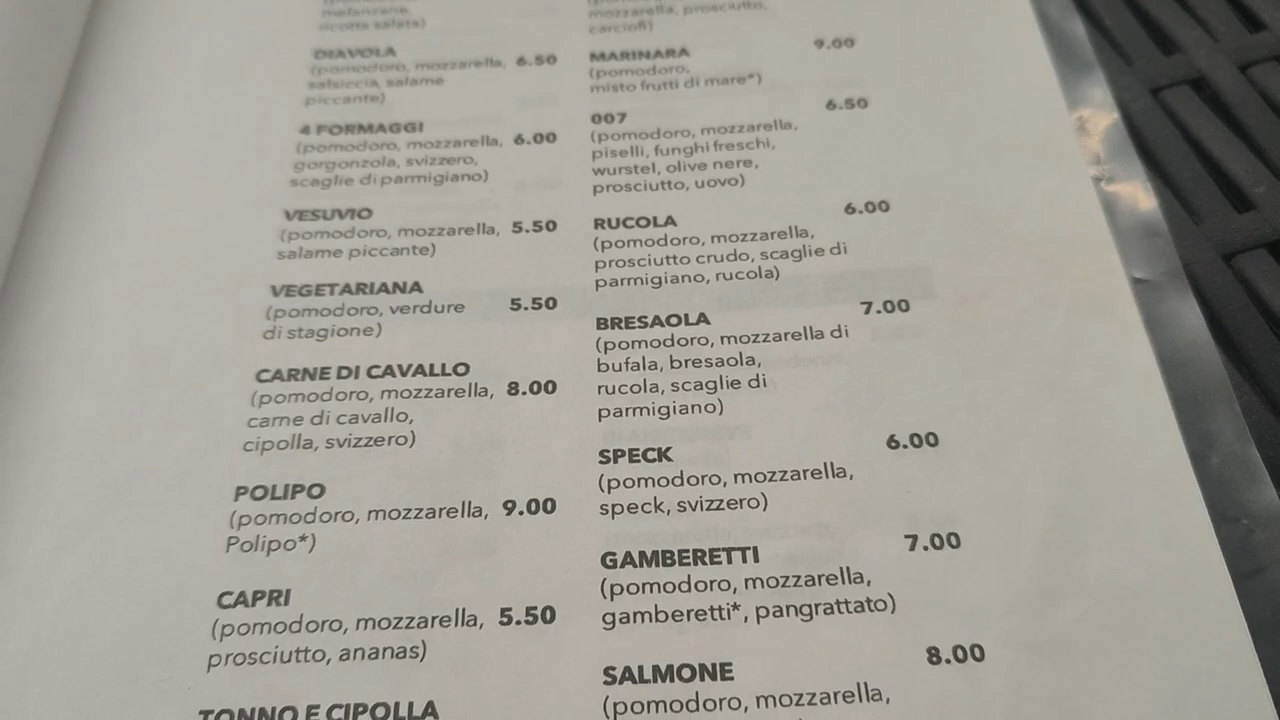 melanzane,
ricotta salata)
DIAVOLA
(pomodoro, mozzarella, 6.50
salsiccia, salame
piccante)
4 FORMAGGI
(pomodoro, mozzarella, 6.00
gorgonzola, svizzero,
scaglie di parmigiano)
VESUVIO
(pomodoro, mozzarella, 5.50
salame piccante)
VEGETARIANA
(pomodoro, verdure 5.50
di stagione)
CARNE DI CAVALLO
(pomodoro, mozzarella, 8.00
carne di cavallo,
cipolla, svizzero)
POLIPO
(pomodoro, mozzarella, 9.00
Polipo*)
CAPRI
(pomodoro, mozzarella, 5.50
prosciutto, ananas)
TONNO E CIPOLLA
mozzarella, prosciutto,
carciofi)
MARINARA 9.00
(pomodoro,
misto frutti di mare*)
007 6.50
(pomodoro, mozzarella,
piselli, funghi freschi,
wurstel, olive nere,
prosciutto, uovo)
RUCOLA 6.00
(pomodoro, mozzarella,
prosciutto crudo, scaglie di
parmigiano, rucola)
BRESAOLA 7.00
(pomodoro, mozzarella di
bufala, bresaola,
rucola, scaglie di
parmigiano)
SPECK 6.00
(pomodoro, mozzarella,
speck, svizzero)
GAMBERETTI 7.00
(pomodoro, mozzarella,
gamberetti*, pangrattato)
SALMONE 8.00
(pomodoro, mozzarella,